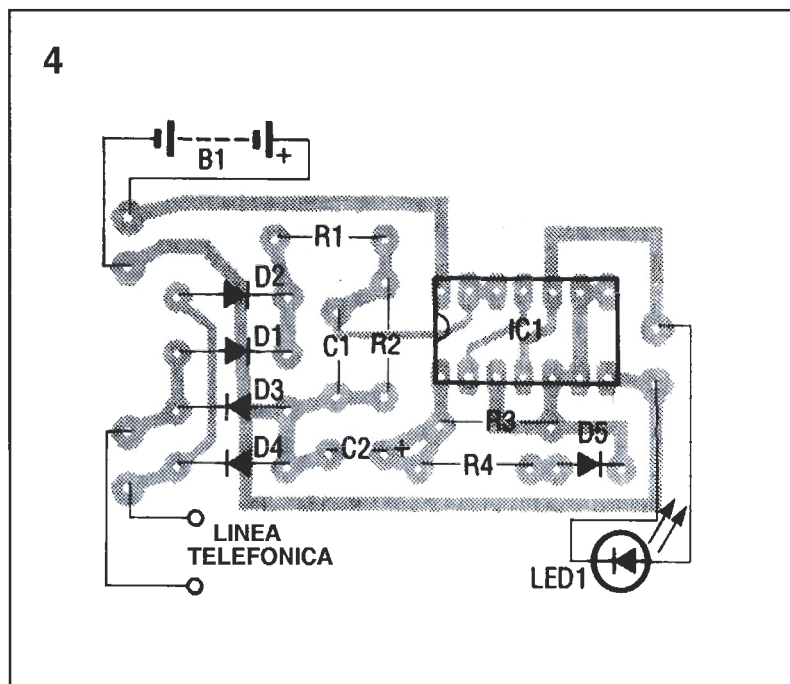 4
B1 +
R1
D2
D1
C1 R2
IC1
D3
R3
D4
C2 +
R4
D5
LINEA
TELEFONICA
LED1